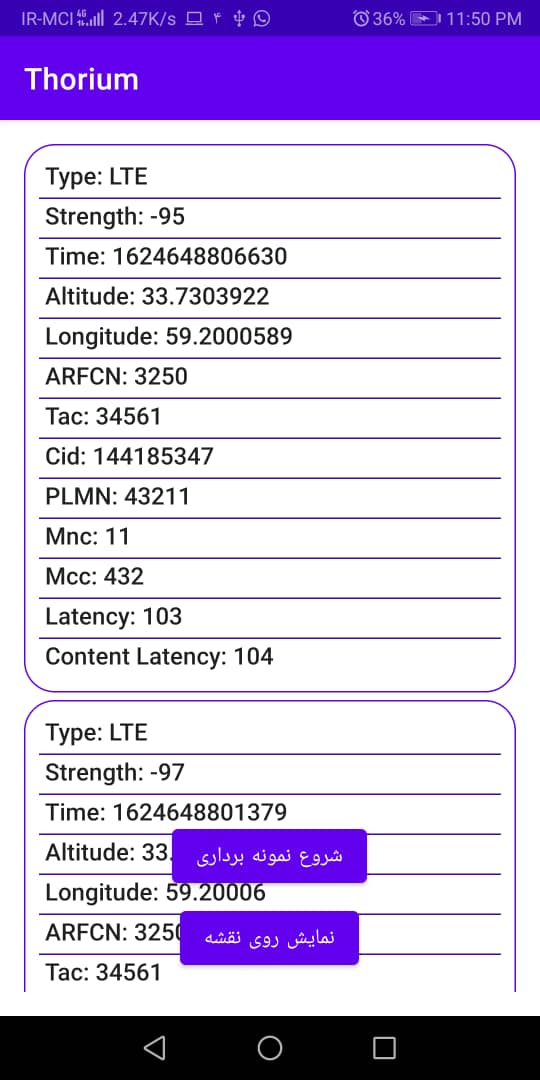 IR-MCI 4G 2.47K/s ۴ 36% 11:50 PM
Thorium
Type: LTE
Strength: -95
Time: 1624648806630
Altitude: 33.7303922
Longitude: 59.2000589
ARFCN: 3250
Tac: 34561
Cid: 144185347
PLMN: 43211
Mnc: 11
Mcc: 432
Latency: 103
Content Latency: 104
Type: LTE
Strength: -97
Time: 1624648801379
Altitude: 33.
شروع نمونه برداری
Longitude: 59.20006
ARFCN: 3250
نمایش روی نقشه
Tac: 34561